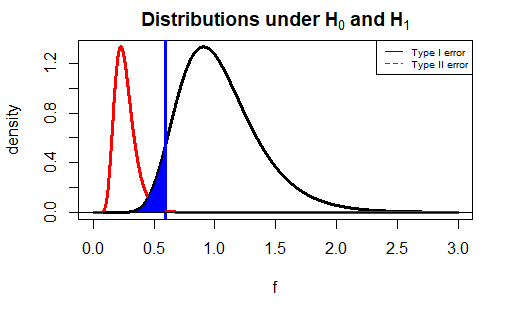 Distributions under H₀ and H₁
Type I error
Type II error
density
0.0 0.4 0.8 1.2
0.0 0.5 1.0 1.5 2.0 2.5 3.0
f